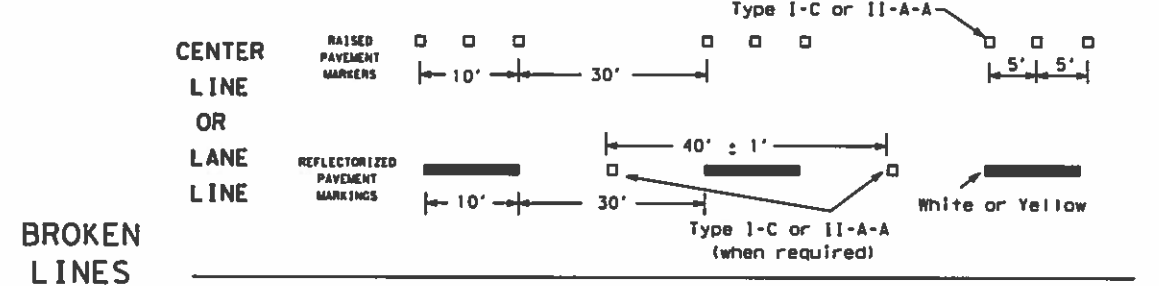 Type I-C or II-A-A
CENTER
LINE
OR
LANE
LINE
RAISED
PAVEMENT
MARKERS
10'
30'
5'
5'
40' ± 1'
REFLECTORIZED
PAVEMENT
MARKINGS
10'
30'
White or Yellow
Type I-C or II-A-A
(when required)
BROKEN
LINES